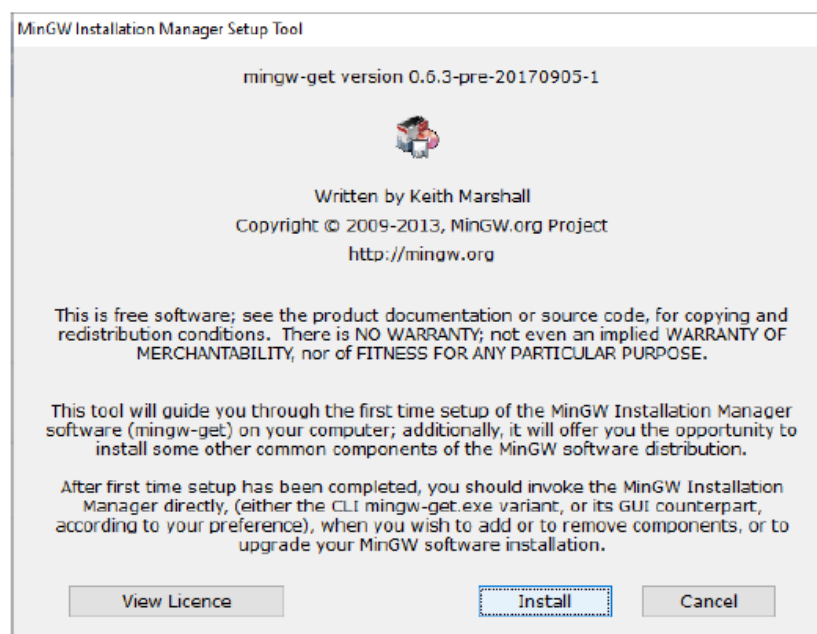 MinGW Installation Manager Setup Tool
mingw-get version 0.6.3-pre-20170905-1
Written by Keith Marshall
Copyright © 2009-2013, MinGW.org Project
http://mingw.org
This is free software; see the product documentation or source code, for copying and
redistribution conditions. There is NO WARRANTY; not even an implied WARRANTY OF
MERCHANTABILITY, nor of FITNESS FOR ANY PARTICULAR PURPOSE.
This tool will guide you through the first time setup of the MinGW Installation Manager
software (mingw-get) on your computer; additionally, it will offer you the opportunity to
install some other common components of the MinGW software distribution.
After first time setup has been completed, you should invoke the MinGW Installation
Manager directly, (either the CLI mingw-get.exe variant, or its GUI counterpart,
according to your preference), when you wish to add or to remove components, or to
upgrade your MinGW software installation.
View Licence Install Cancel